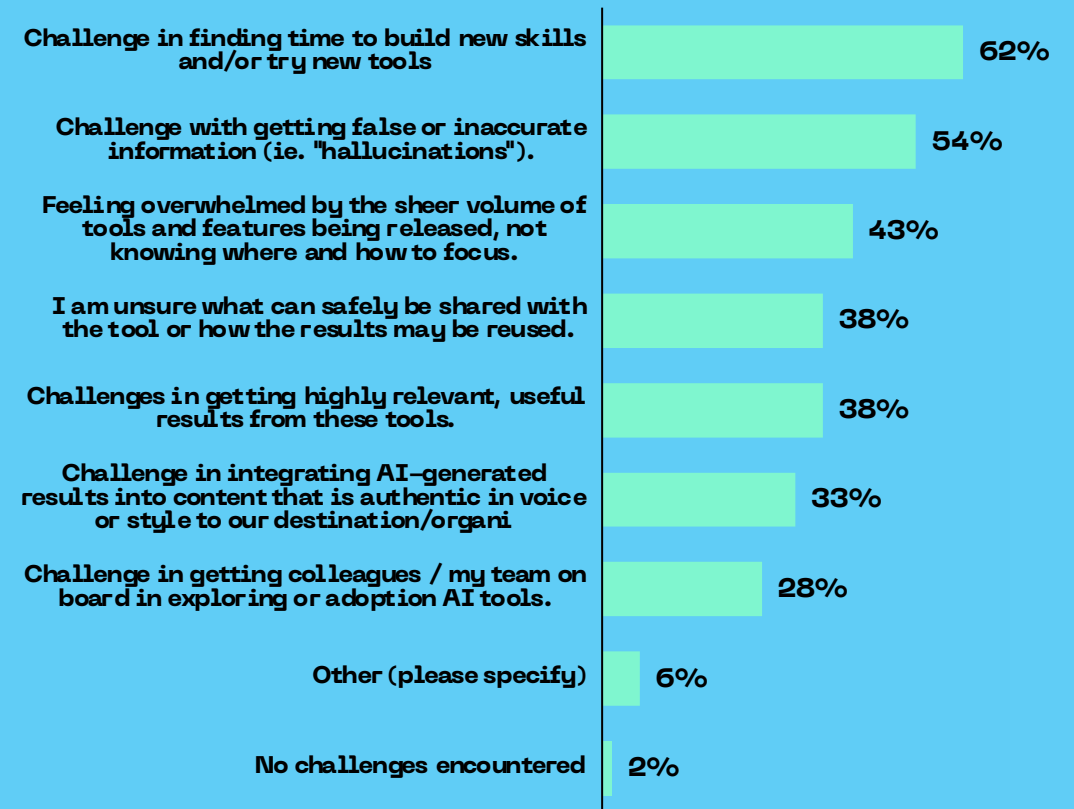 Challenge in finding time to build new skills
and/or try new tools
62%
Challenge with getting false or inaccurate
information (ie. "hallucinations").
54%
Feeling overwhelmed by the sheer volume of
tools and features being released, not
knowing where and how to focus.
43%
I am unsure what can safely be shared with
the tool or how the results may be reused.
38%
Challenges in getting highly relevant, useful
results from these tools.
38%
Challenge in integrating AI-generated
results into content that is authentic in voice
or style to our destination/organi
33%
Challenge in getting colleagues / my team on
board in exploring or adoption AI tools.
28%
Other (please specify)
6%
No challenges encountered
2%